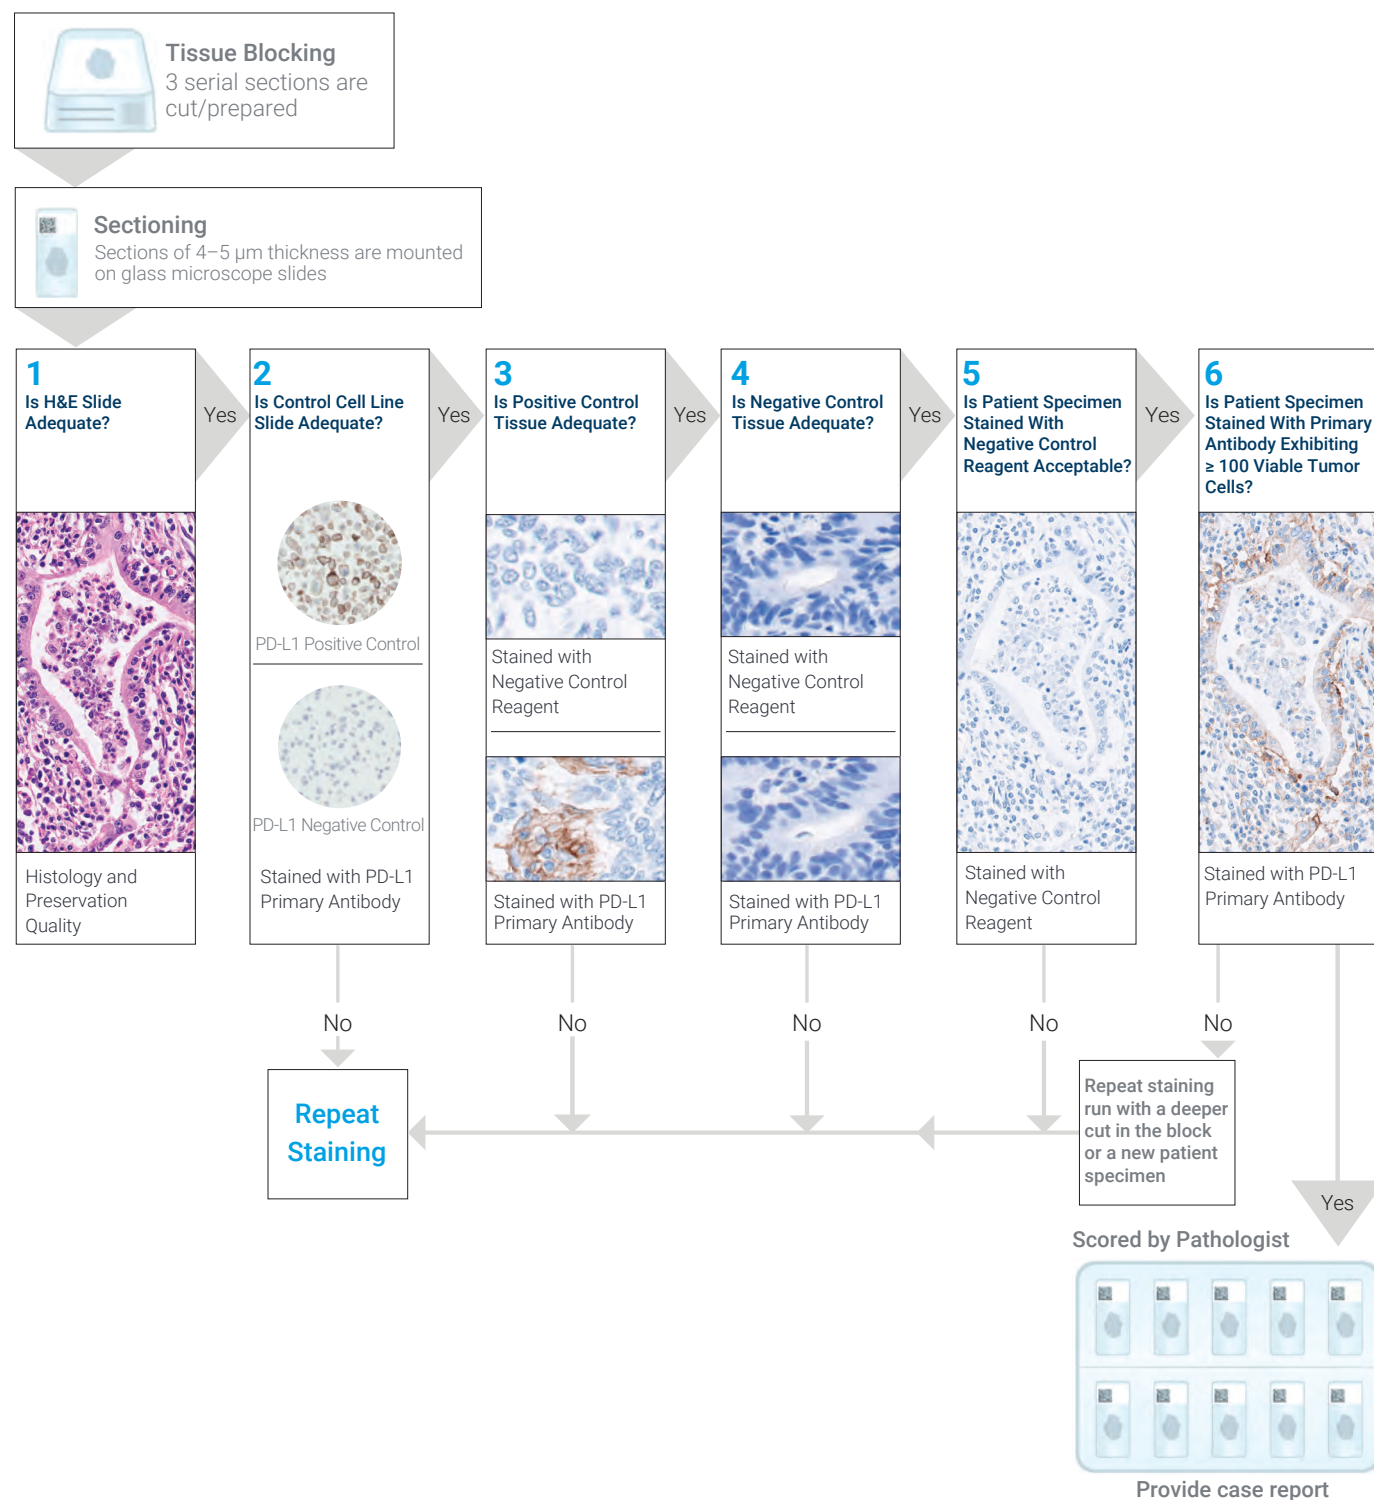 Tissue Blocking
3 serial sections are
cut/prepared
Sectioning
Sections of 4–5 µm thickness are mounted
on glass microscope slides
1
Is H&E Slide
Adequate?
Histology and
Preservation
Quality
Yes
2
Is Control Cell Line
Slide Adequate?
PD-L1 Positive Control
PD-L1 Negative Control
Stained with PD-L1
Primary Antibody
Yes
3
Is Positive Control
Tissue Adequate?
Stained with
Negative Control
Reagent
Stained with PD-L1
Primary Antibody
Yes
4
Is Negative Control
Tissue Adequate?
Stained with
Negative Control
Reagent
Stained with PD-L1
Primary Antibody
Yes
5
Is Patient Specimen
Stained With
Negative Control
Reagent Acceptable?
Stained with
Negative Control
Reagent
Yes
6
Is Patient Specimen
Stained With Primary
Antibody Exhibiting
≥ 100 Viable Tumor
Cells?
Stained with PD-L1
Primary Antibody
No
No
No
No
No
Repeat
Staining
Repeat staining
run with a deeper
cut in the block
or a new patient
specimen
Yes
Scored by Pathologist
Provide case report